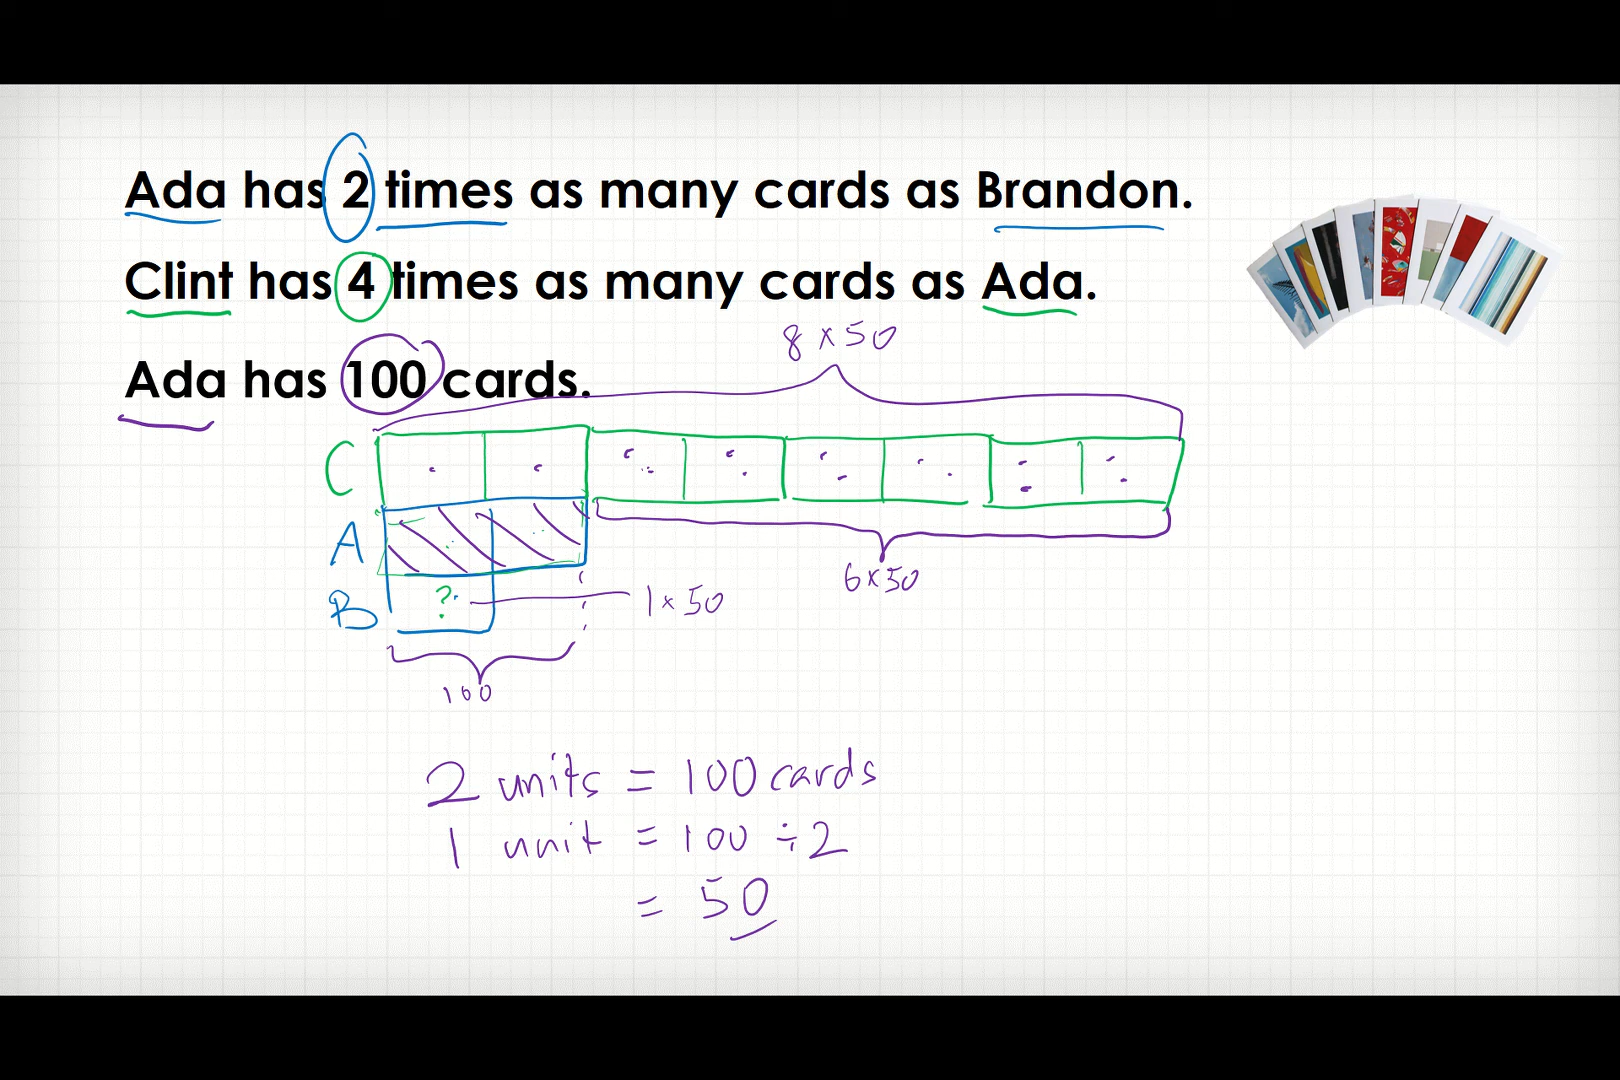 Ada has 2 times as many cards as Brandon.
Clint has 4 times as many cards as Ada.
8 × 50
Ada has 100 cards.
C
A
6 × 50
B ? 1 × 50
100
2 units = 100 cards
1 unit = 100 ÷ 2
= 50